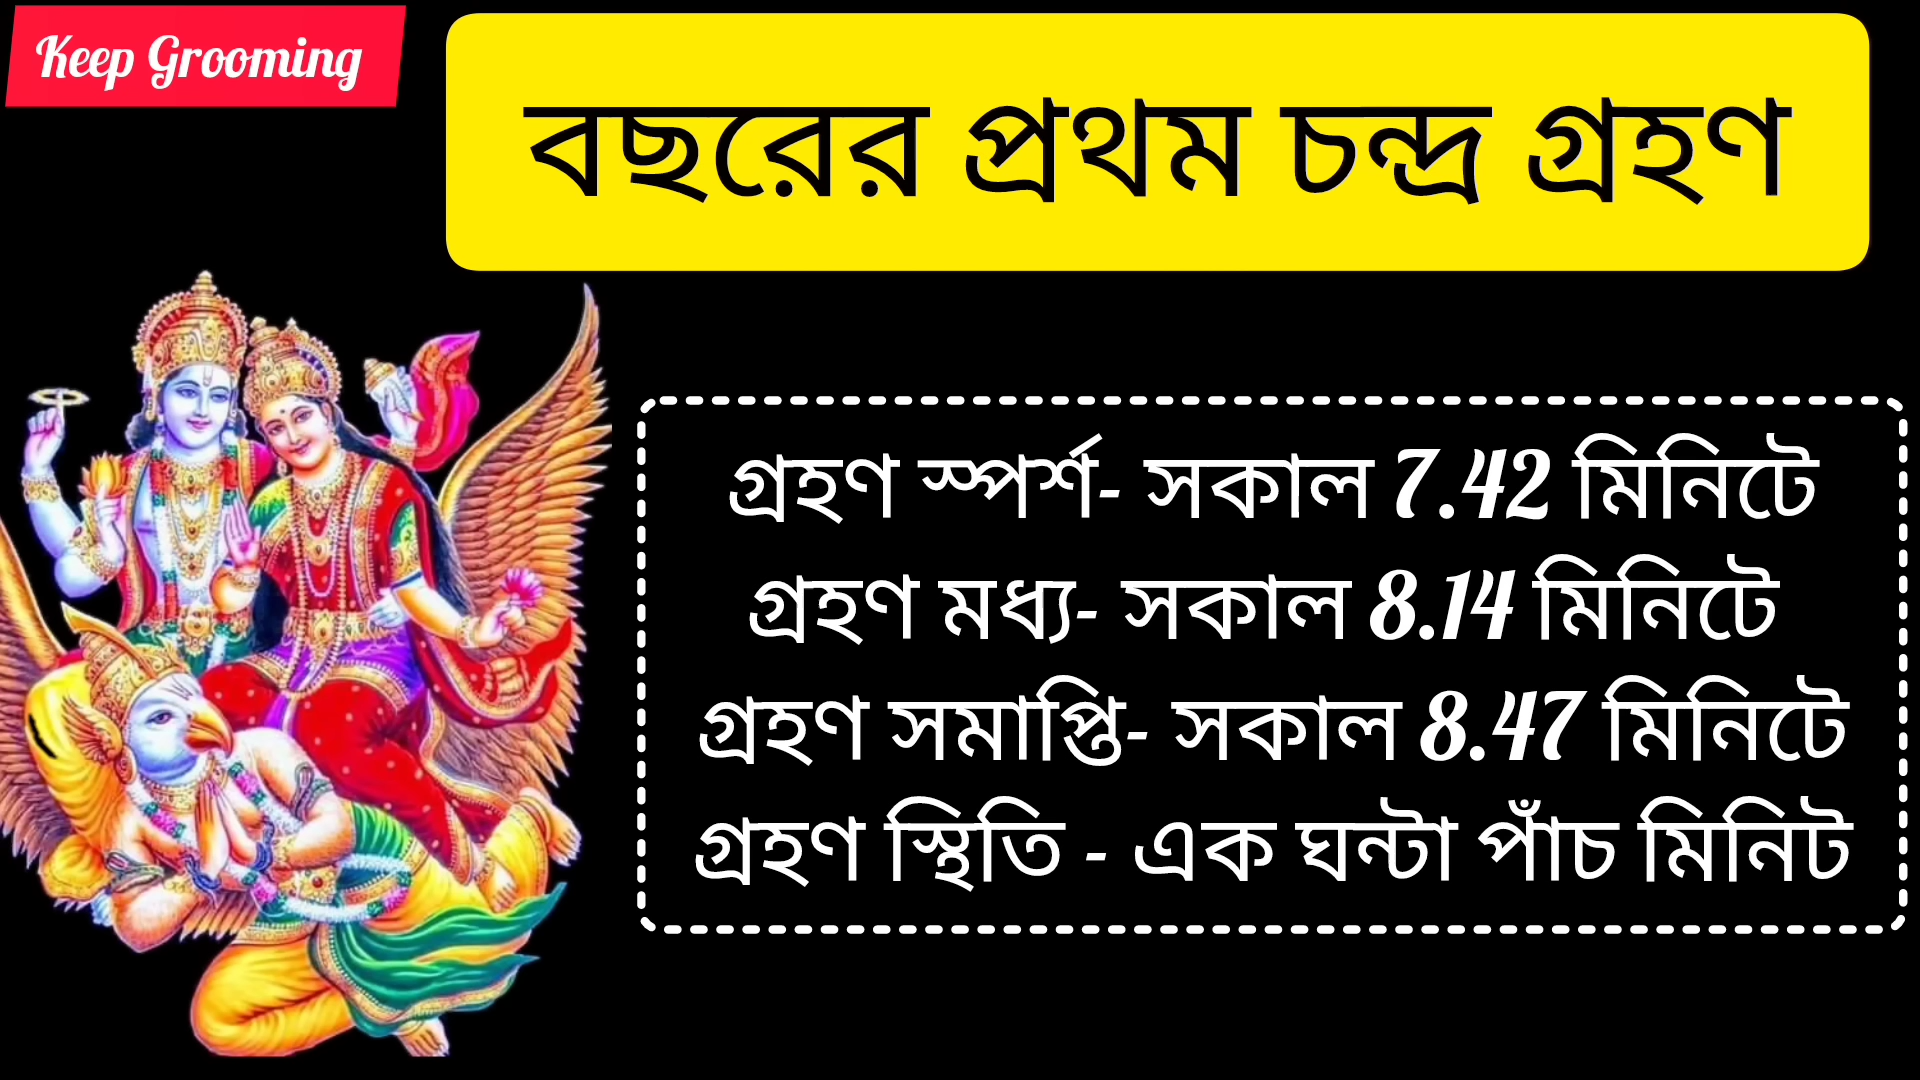 Keep Grooming
বছরের প্রথম চন্দ্র গ্রহণ
গ্রহণ স্পর্শ- সকাল 7.42 মিনিটে
গ্রহণ মধ্য- সকাল 8.14 মিনিটে
গ্রহণ সমাপ্তি- সকাল 8.47 মিনিটে
গ্রহণ স্থিতি - এক ঘন্টা পাঁচ মিনিট